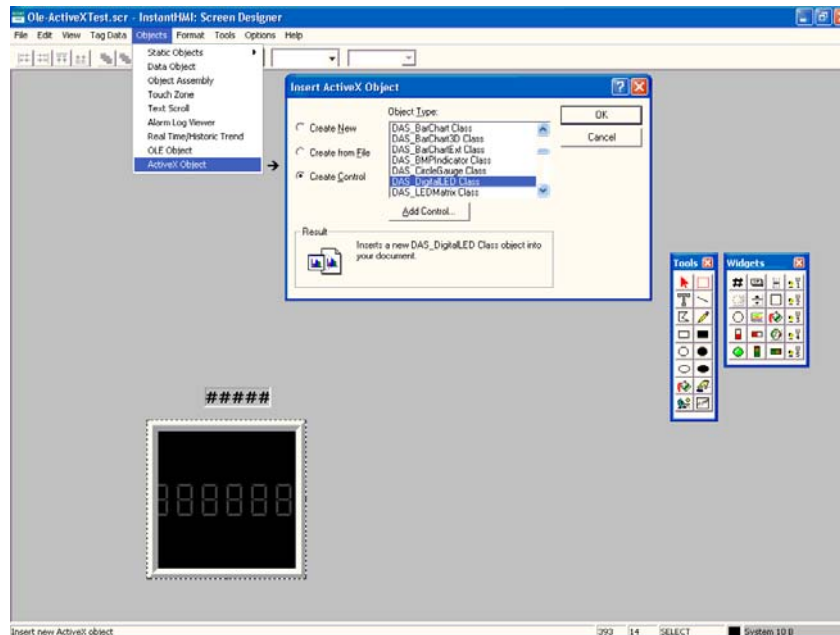 Ole-ActiveXTest.scr - InstantHMI: Screen Designer
File Edit View Tag Data Objects Format Tools Options Help
Static Objects
Data Object
Object Assembly
Touch Zone
Text Scroll
Alarm Log Viewer
Real Time/Historic Trend
OLE Object
ActiveX Object
Insert ActiveX Object
Object Type:
Create New
Create from File
Create Control
DAS_BarChart Class
DAS_BarChart3D Class
DAS_BarChartExt Class
DAS_BMPIndicator Class
DAS_CircleGauge Class
DAS_DigitalLED Class
DAS_LEDMatrix Class
OK
Cancel
Add Control...
Result
Inserts a new DAS_DigitalLED Class object into
your document.
Tools
Widgets
#####
Insert new ActiveX object
393 14 SELECT System 10 B